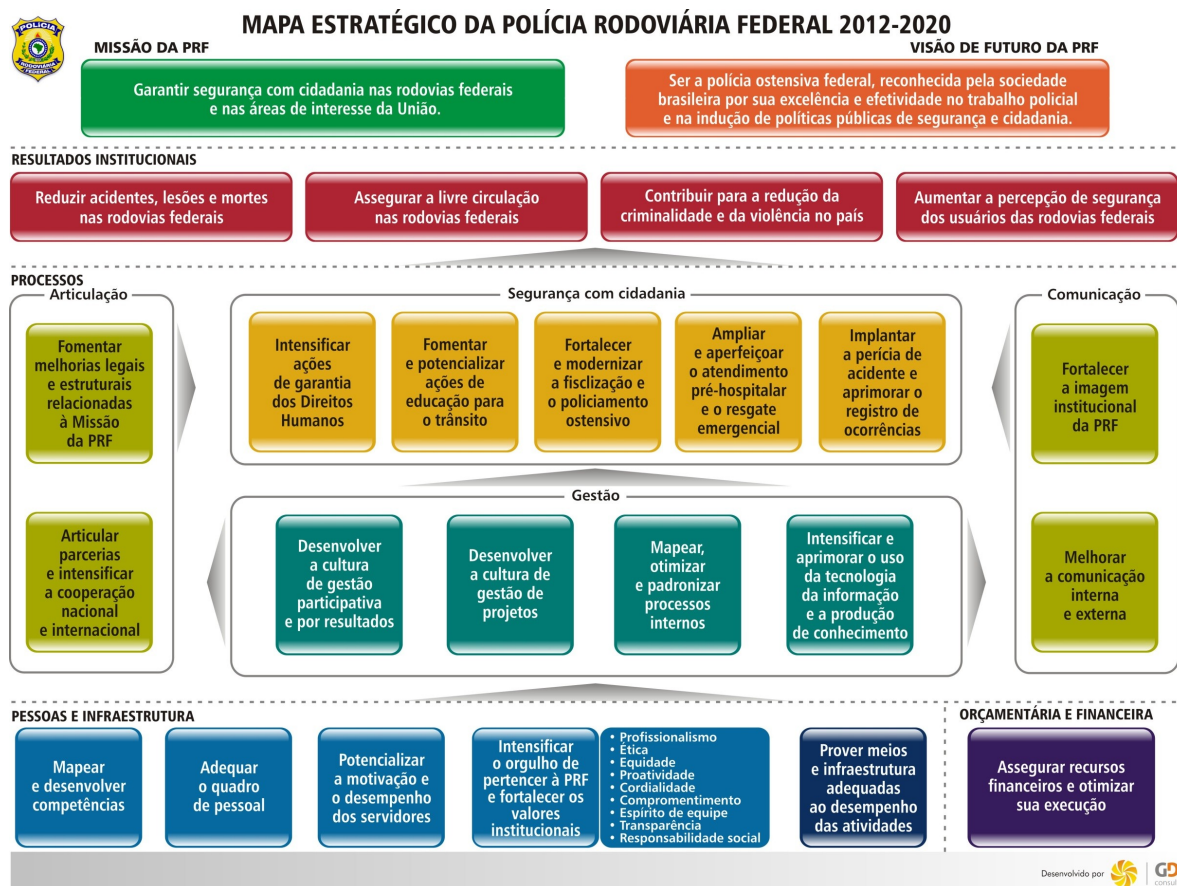 MAPA ESTRATÉGICO DA POLÍCIA RODOVIÁRIA FEDERAL 2012-2020
POLÍCIA
RODOVIÁRIA
FEDERAL
MISSÃO DA PRF
Garantir segurança com cidadania nas rodovias federais
e nas áreas de interesse da União.
VISÃO DE FUTURO DA PRF
Ser a polícia ostensiva federal, reconhecida pela sociedade
brasileira por sua excelência e efetividade no trabalho policial
e na indução de políticas públicas de segurança e cidadania.
RESULTADOS INSTITUCIONAIS
Reduzir acidentes, lesões e mortes
nas rodovias federais
Assegurar a livre circulação
nas rodovias federais
Contribuir para a redução da
criminalidade e da violência no país
Aumentar a percepção de segurança
dos usuários das rodovias federais
PROCESSOS
Articulação
Fomentar
melhorias legais
e estruturais
relacionadas
à Missão
da PRF
Articular
parcerias
e intensificar
a cooperação
nacional
e internacional
Segurança com cidadania
Intensificar
ações
de garantia
dos Direitos
Humanos
Fomentar
e potencializar
ações de
educação para
o trânsito
Fortalecer
e modernizar
a fisclização e
o policiamento
ostensivo
Ampliar
e aperfeiçoar
o atendimento
pré-hospitalar
e o resgate
emergencial
Implantar
a perícia de
acidente e
aprimorar o
registro de
ocorrências
Gestão
Desenvolver
a cultura
de gestão
participativa
e por resultados
Desenvolver
a cultura de
gestão de
projetos
Mapear,
otimizar
e padronizar
processos
internos
Intensificar e
aprimorar o uso
da tecnologia
da informação
e a produção
de conhecimento
Comunicação
Fortalecer
a imagem
institucional
da PRF
Melhorar
a comunicação
interna
e externa
PESSOAS E INFRAESTRUTURA
Mapear
e desenvolver
competências
Adequar
o quadro
de pessoal
Potencializar
a motivação e
o desempenho
dos servidores
Intensificar
o orgulho de
pertencer à PRF
e fortalecer os
valores
institucionais
• Profissionalismo
• Ética
• Equidade
• Proatividade
• Cordialidade
• Compromentimento
• Espírito de equipe
• Transparência
• Responsabilidade social
Prover meios
e infraestrutura
adequadas
ao desempenho
das atividades
ORÇAMENTÁRIA E FINANCEIRA
Assegurar recursos
financeiros e otimizar
sua execução
Desenvolvido por
GD
consul